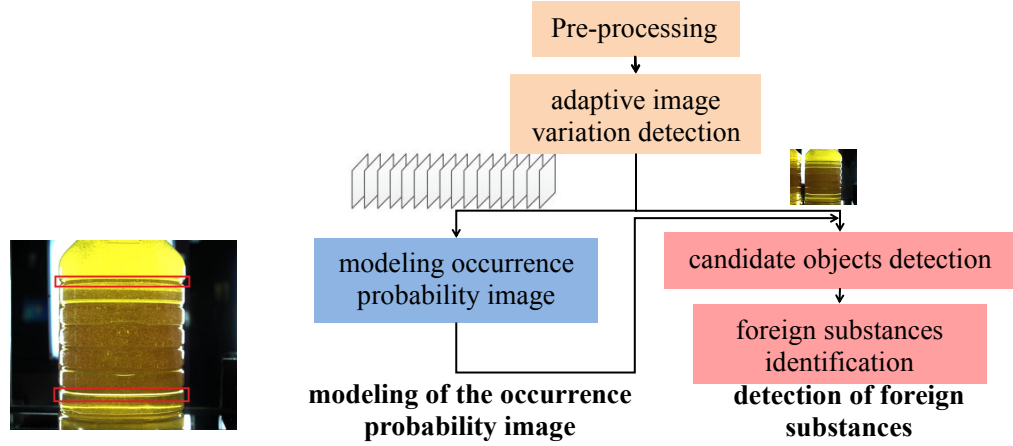 Pre-processing
adaptive image
variation detection
modeling occurrence
probability image
candidate objects detection
foreign substances
identification
modeling of the occurrence
probability image
detection of foreign
substances